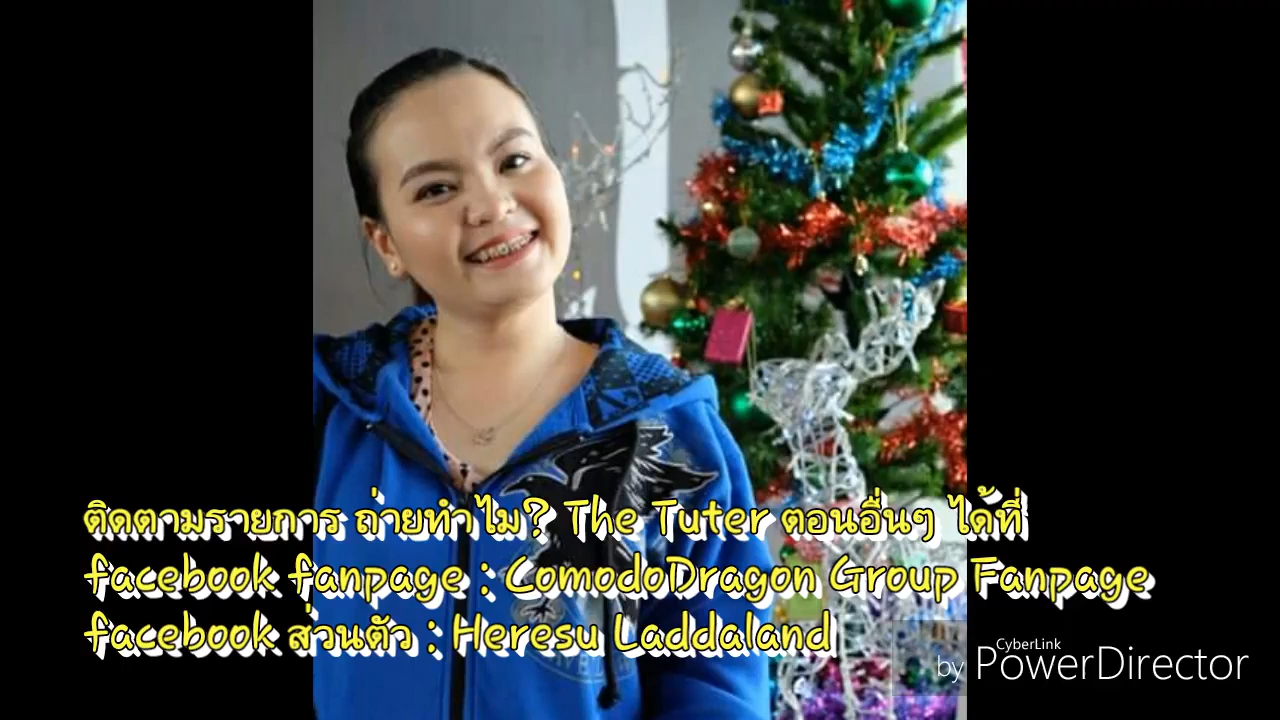 ติดตามรายการ ถ่ายทำไม? The Tuter ตอนอื่นๆ ได้ที่
facebook fanpage : ComodoDragon Group Fanpage
facebook ส่วนตัว : Heresu Laddaland
by CyberLink PowerDirector